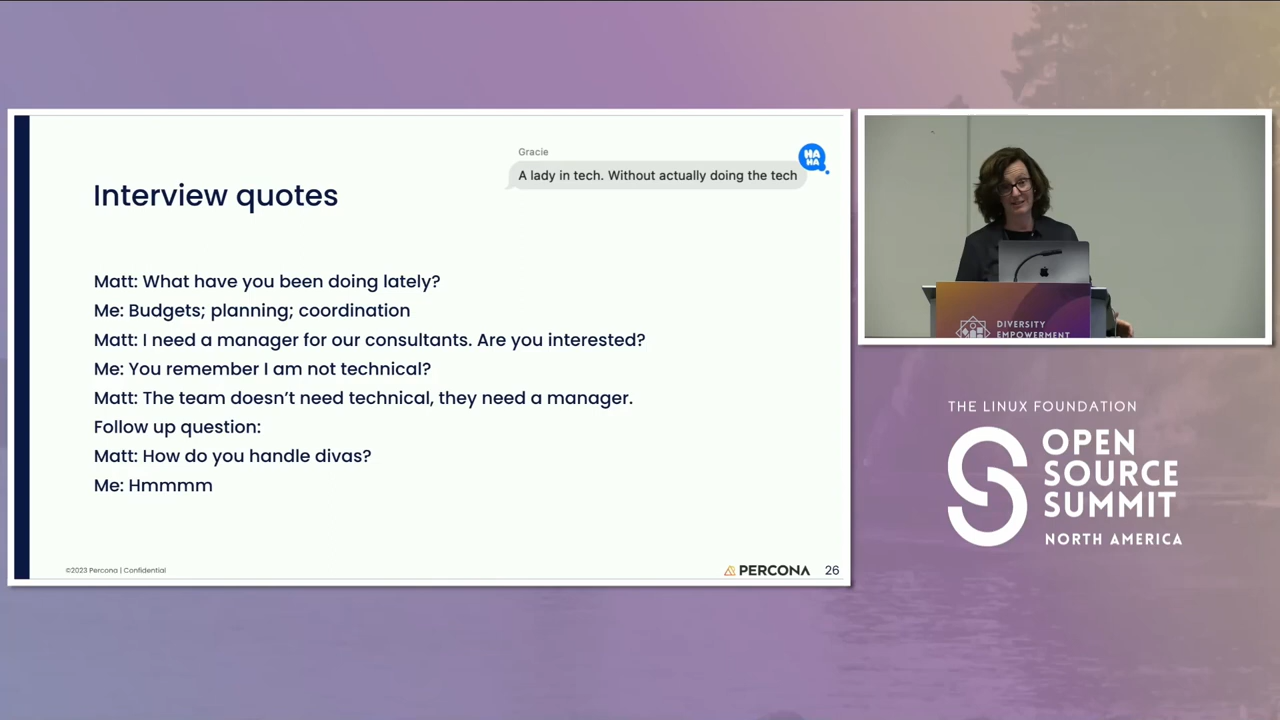 Gracie
HA
HA
A lady in tech. Without actually doing the tech
Interview quotes
Matt: What have you been doing lately?
Me: Budgets; planning; coordination
Matt: I need a manager for our consultants. Are you interested?
Me: You remember I am not technical?
Matt: The team doesn’t need technical, they need a manager.
Follow up question:
Matt: How do you handle divas?
Me: Hmmmm
©2023 Percona | Confidential
PERCONA
26
DIVERSITY
EMPOWERMENT
THE LINUX FOUNDATION
OPEN
SOURCE
SUMMIT
NORTH AMERICA